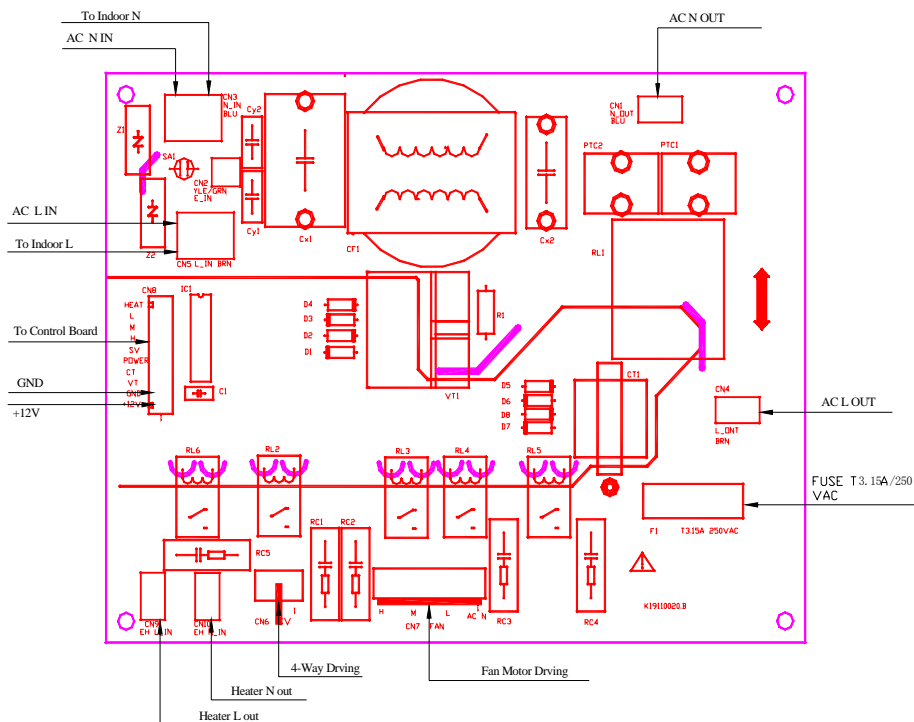 To Indoor N
AC N IN
AC N OUT
CN3
N_IN
BLU
Cy2
CN1
N_OUT
BLU
Z1
SA1
PTC2
PTC1
CN2
YLE/GRN
E_IN
AC L IN
Cy1
Cx1
CF1
Cx2
RL1
To Indoor L
Z2
CN5 L_IN BRN
CN8
IC1
HEAT
L
M
H
SV
POWER
CT
VT
GND
+12V
To Control Board
GND
+12V
1
C1
D4
D3
D2
D1
R1
VT1
D5
D6
D8
D7
CT1
CN4
L_ONT
BRN
AC L OUT
RL6
RL2
RL3
RL4
RL5
FUSE T3.15A/250
VAC
F1 T3.15A 250VAC
RC1
RC2
RC5
RC3
RC4
K19110020.B
CN9
EH L_IN
CN10
EH N_IN
CN6
1
H M L AC N
CN7 FAN
4-Way Drving
Fan Motor Drving
Heater N out
Heater L out